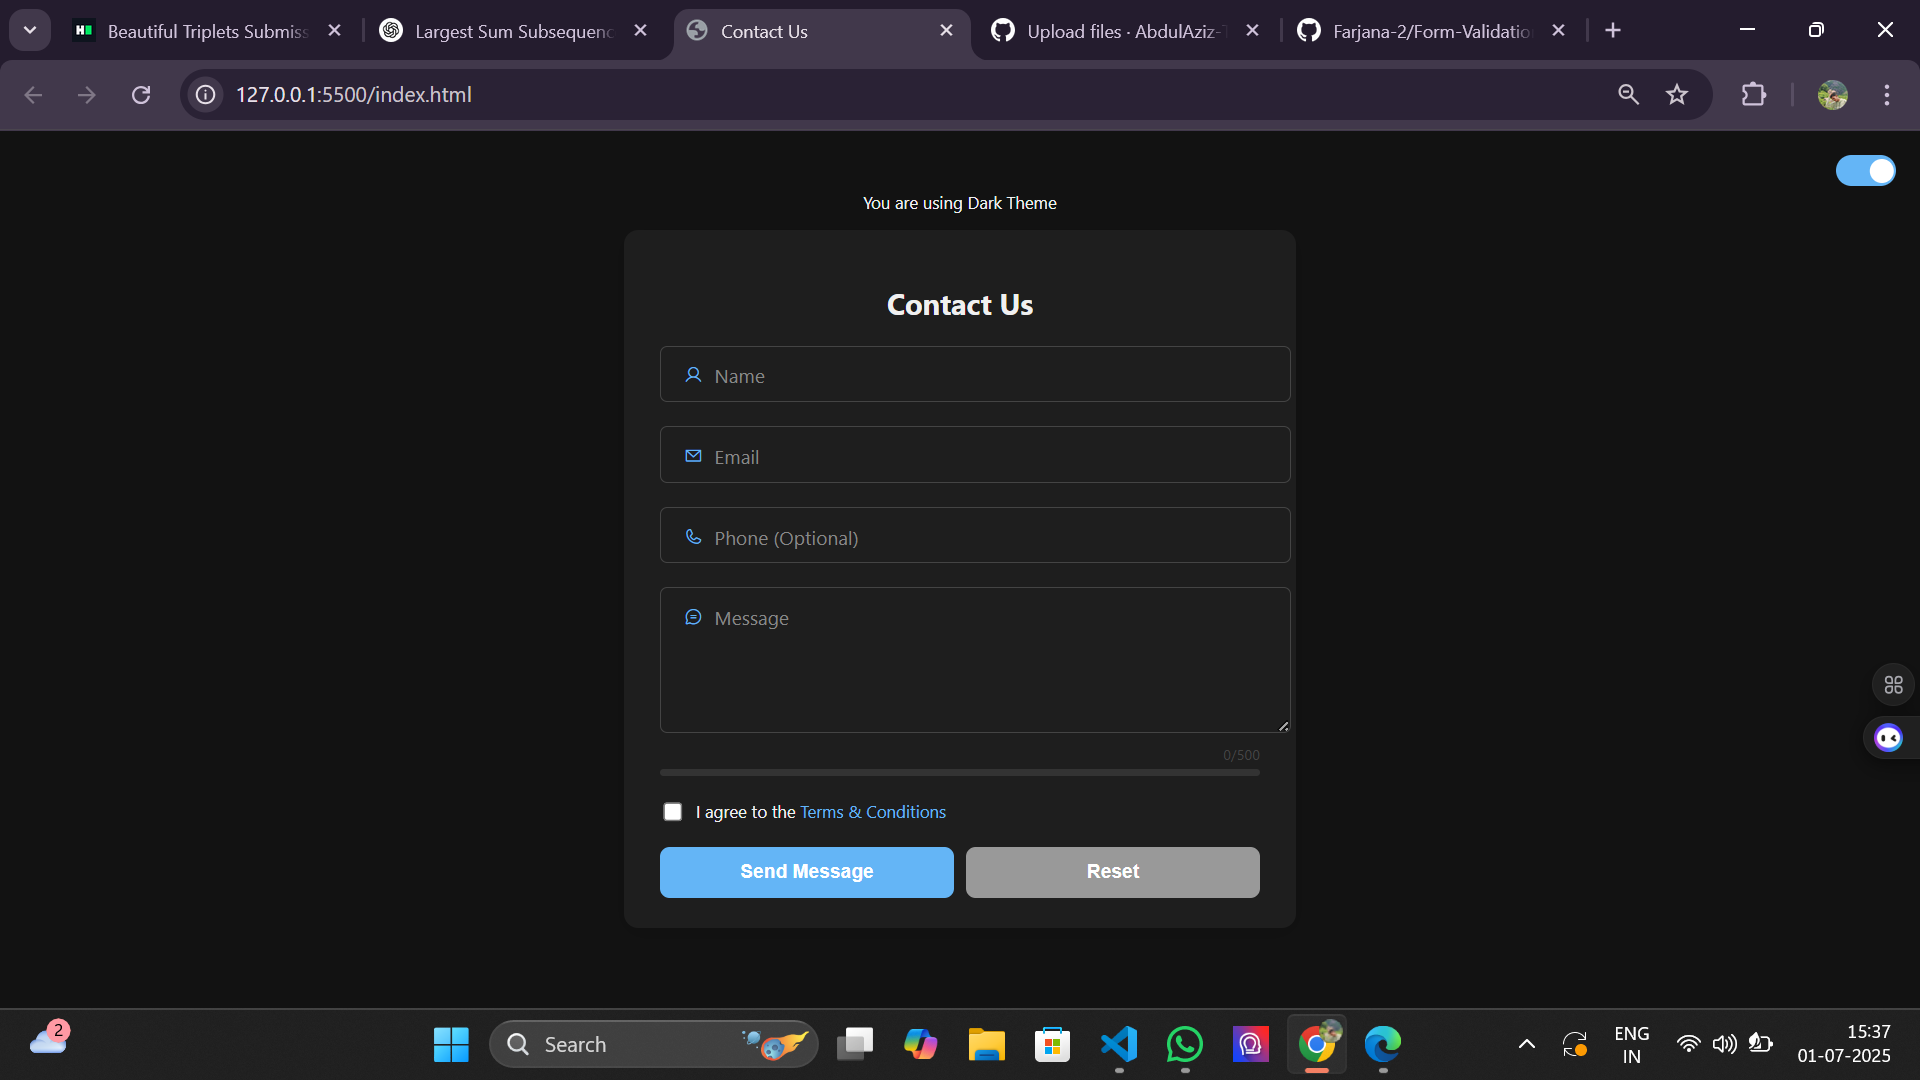 Beautiful Triplets Submiss
Largest Sum Subsequenc
Contact Us
Upload files · AbdulAziz-T
Farjana-2/Form-Validatio
127.0.0.1:5500/index.html
You are using Dark Theme
Contact Us
Name
Email
Phone (Optional)
Message
0/500
I agree to the Terms & Conditions
Send Message
Reset
2
Search
ENG
IN
15:37
01-07-2025